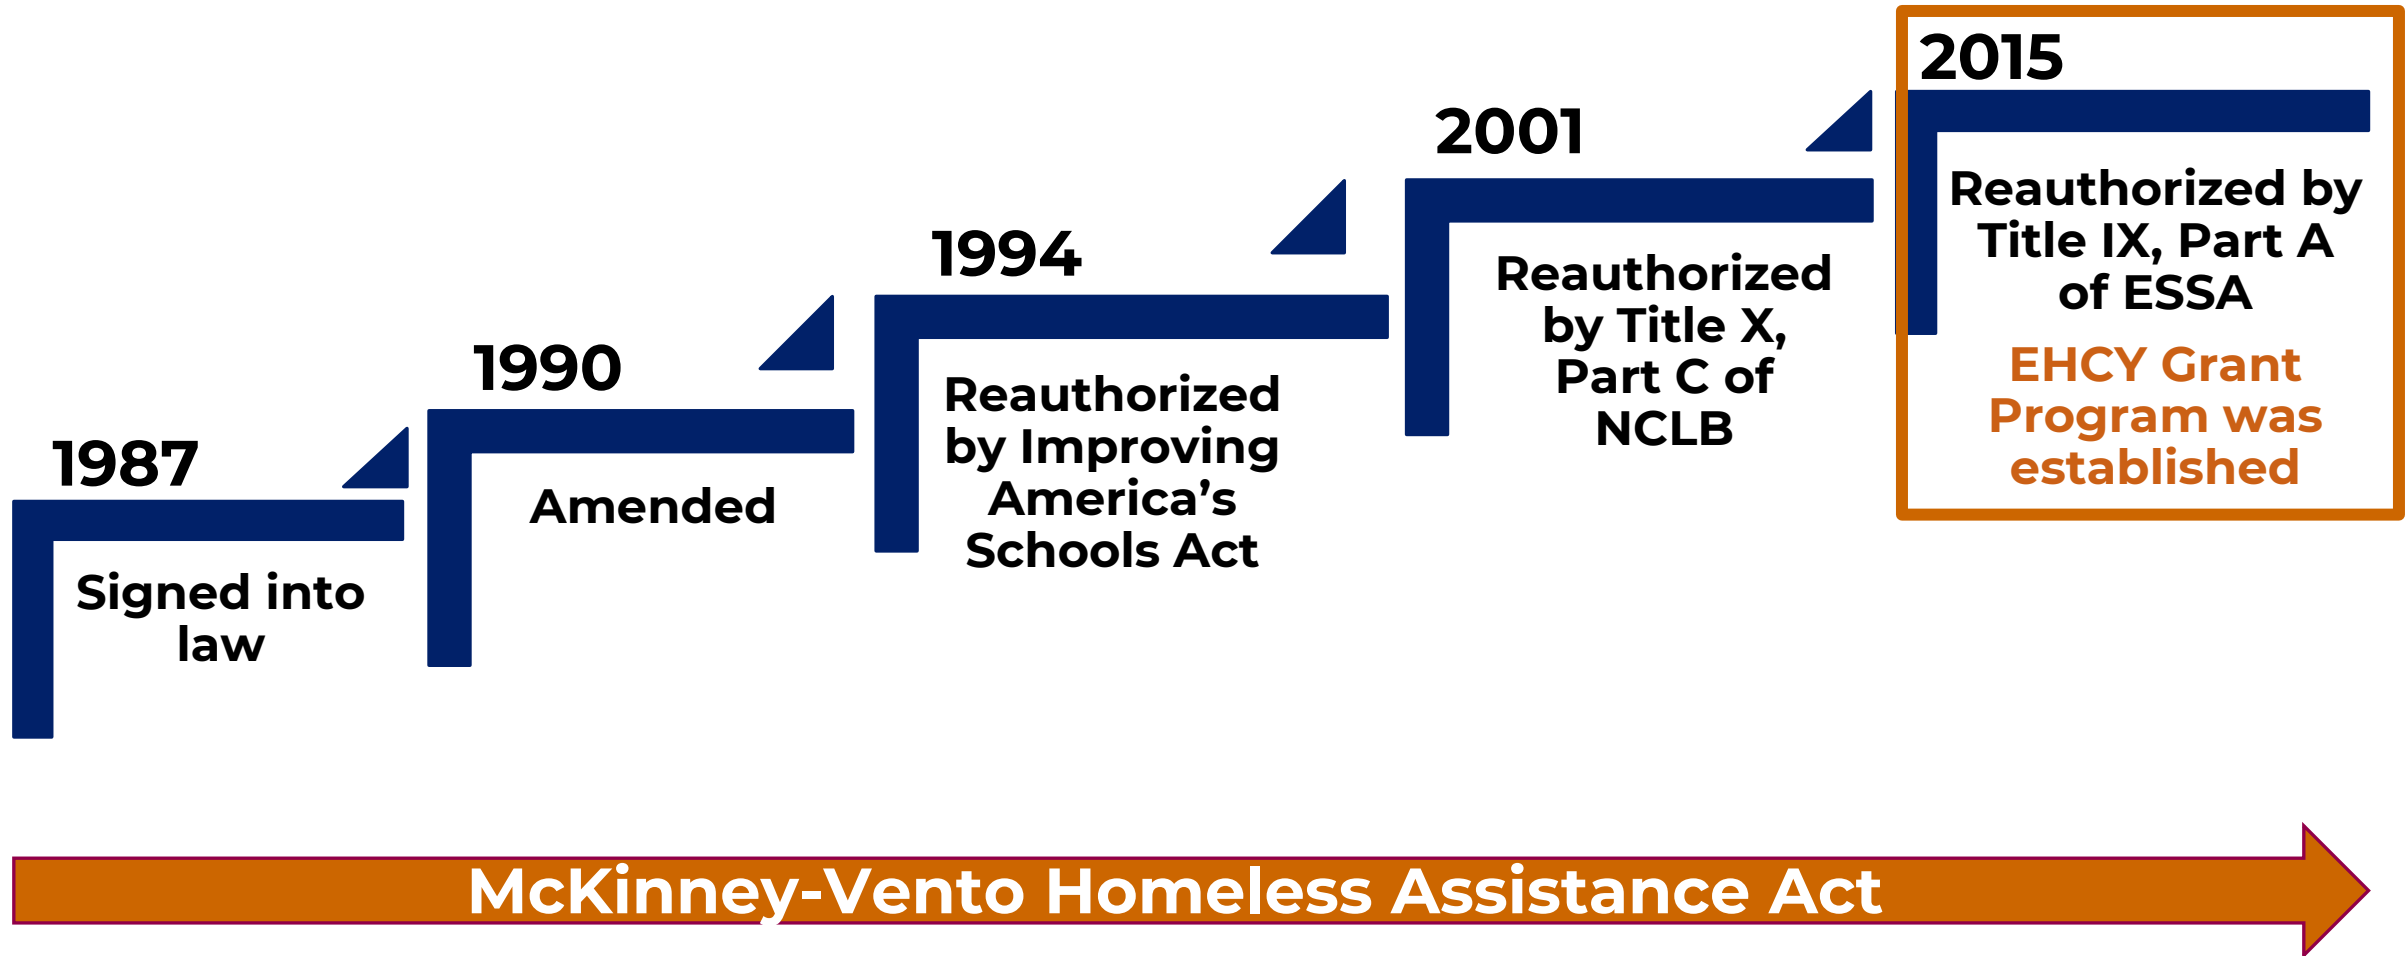 1987
Signed into
law
1990
Amended
1994
Reauthorized
by Improving
America’s
Schools Act
2001
Reauthorized
by Title X,
Part C of
NCLB
2015
Reauthorized by
Title IX, Part A
of ESSA
EHCY Grant
Program was
established
McKinney-Vento Homeless Assistance Act